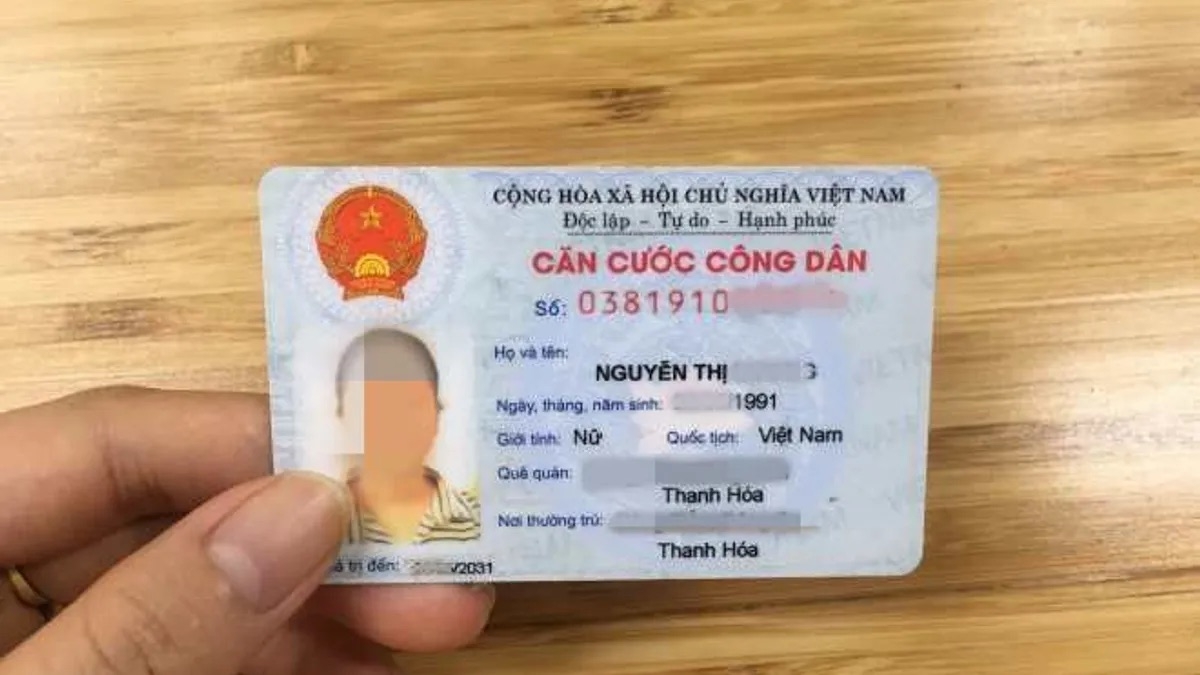 CỘNG HÒA XÃ HỘI CHỦ NGHĨA VIỆT NAM
Độc lập – Tự do – Hạnh phúc
CĂN CƯỚC CÔNG DÂN
Số: 0381910
Họ và tên:
NGUYỄN THỊ
Ngày, tháng, năm sinh: /1991
Giới tính: Nữ Quốc tịch: Việt Nam
Quê quán:
Thanh Hóa
Nơi thường trú:
Thanh Hóa
trị đến: /2031